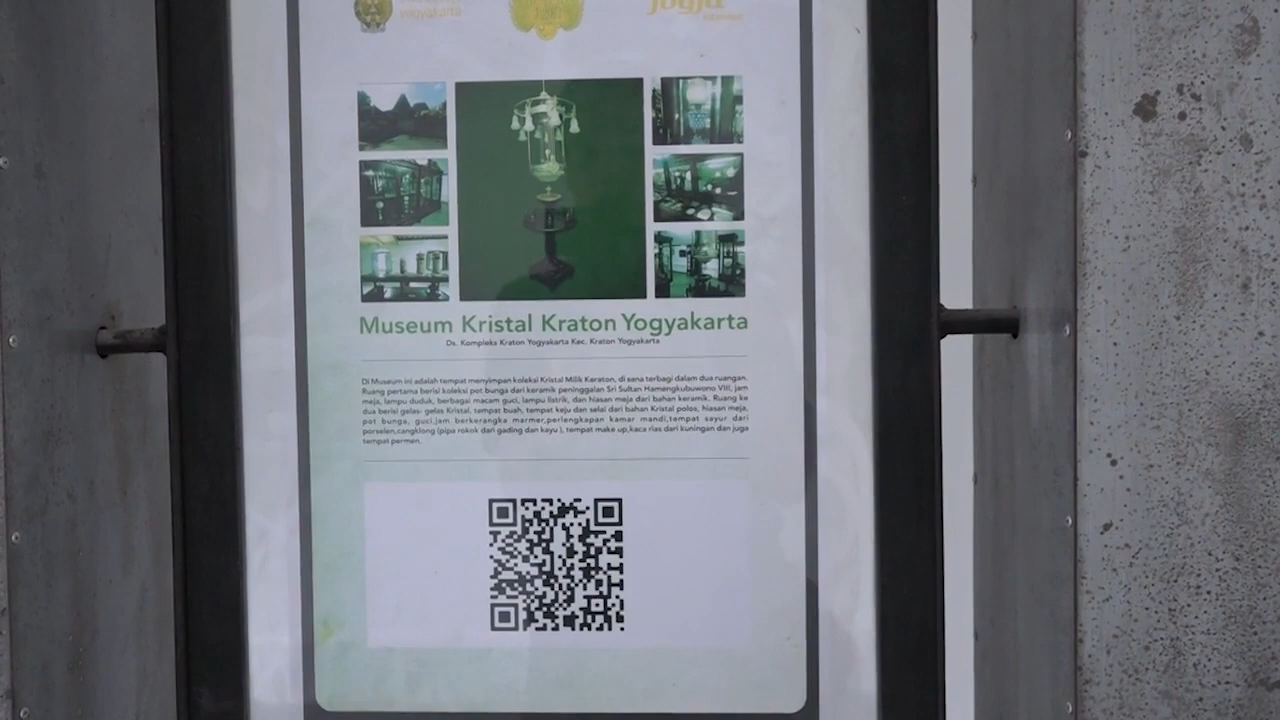 Yogyakarta
Jogja
Museum Kristal Kraton Yogyakarta
Ds. Kompleks Kraton Yogyakarta Kec. Kraton Yogyakarta
Di Museum ini adalah tempat menyimpan koleksi Kristal Milik Keraton, di sana terbagi dalam dua ruangan.
Ruang pertama berisi koleksi pot bunga dari keramik peninggalan Sri Sultan Hamengkubuwono VIII, jam
meja, lampu duduk, berbagai macam guci, lampu listrik, dan hiasan meja dari bahan keramik. Ruang ke
dua berisi gelas- gelas Kristal, tempat buah, tempat keju dan selai dari bahan Kristal polos, hiasan meja,
pot bunga, guci,jam berkerangka marmer,perlengkapan kamar mandi,tempat sayur dari
porselen,cangklong (pipa rokok dari gading dan kayu ), tempat make up,kaca rias dari kuningan dan juga
tempat permen.